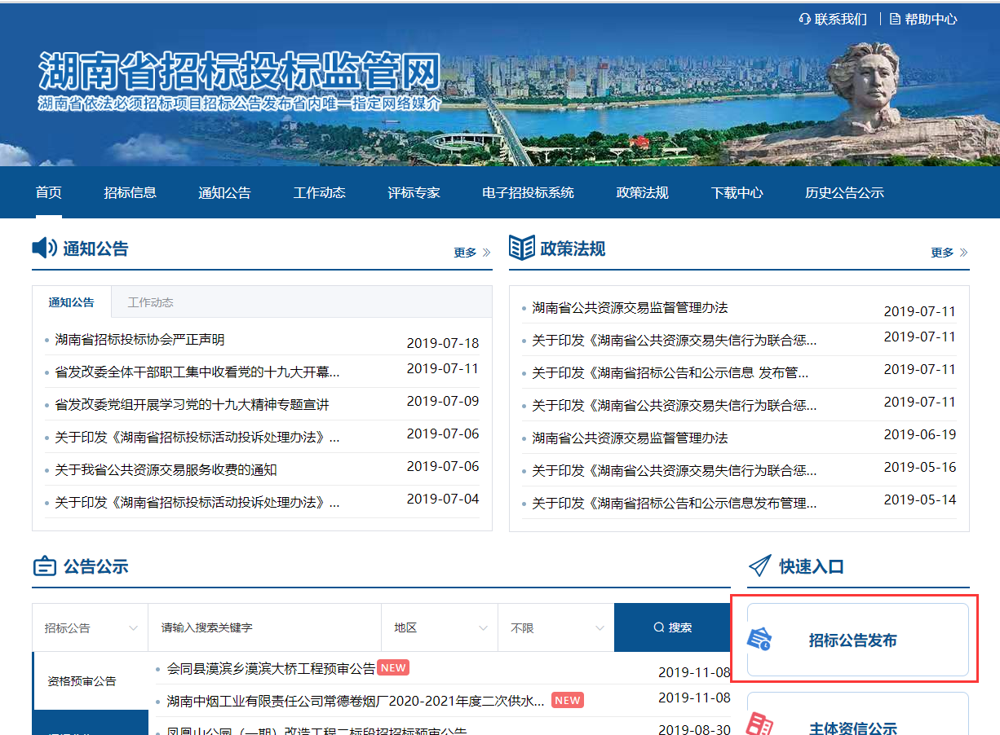 联系我们 | 帮助中心
湖南省招标投标监管网
湖南省依法必须招标项目招标公告发布省内唯一指定网络媒介
首页 招标信息 通知公告 工作动态 评标专家 电子招投标系统 政策法规 下载中心 历史公告公示
通知公告 更多
通知公告 工作动态
湖南省招标投标协会严正声明 2019-07-18
省发改委全体干部职工集中收看党的十九大开幕... 2019-07-11
省发改委党组开展学习党的十九大精神专题宣讲 2019-07-09
关于印发《湖南省招标投标活动投诉处理办法》... 2019-07-06
关于我省公共资源交易服务收费的通知 2019-07-06
关于印发《湖南省招标投标活动投诉处理办法》... 2019-07-04
政策法规 更多
湖南省公共资源交易监督管理办法 2019-07-11
关于印发《湖南省公共资源交易失信行为联合惩... 2019-07-11
关于印发《湖南省招标公告和公示信息 发布管... 2019-07-11
关于印发《湖南省公共资源交易失信行为联合惩... 2019-07-11
湖南省公共资源交易监督管理办法 2019-06-19
关于印发《湖南省公共资源交易失信行为联合惩... 2019-05-16
关于印发《湖南省招标公告和公示信息发布管理... 2019-05-14
公告公示
招标公告 请输入搜索关键字 地区 不限 搜索
资格预审公告
会同县漠滨乡漠滨大桥工程预审公告 NEW 2019-11-08
湖南中烟工业有限责任公司常德卷烟厂2020-2021年度二次供水... NEW 2019-11-08
凤凰山公园（一期）改造工程二标段招招标预审公告 2019-08-30
快速入口
招标公告发布
主体资信公示